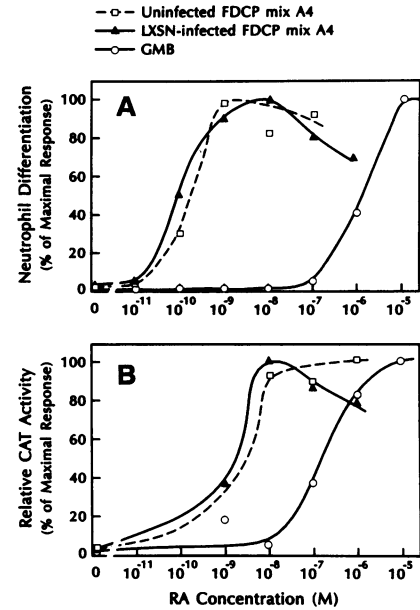 Uninfected FDCP mix A4
LXSN-infected FDCP mix A4
GMB
A
Neutrophil Differentiation
(% of Maximal Response)
100
80
60
40
20
0
0 10⁻¹¹ 10⁻¹⁰ 10⁻⁹ 10⁻⁸ 10⁻⁷ 10⁻⁶ 10⁻⁵
B
Relative CAT Activity
(% of Maximal Response)
100
80
60
40
20
0
0 10⁻¹¹ 10⁻¹⁰ 10⁻⁹ 10⁻⁸ 10⁻⁷ 10⁻⁶ 10⁻⁵
RA Concentration (M)